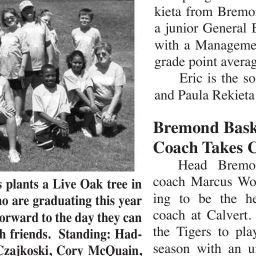 kieta from Bremon
a junior General B
with a Manageme
grade point averag
Eric is the so
and Paula Rekieta
Bremond Bask
Coach Takes C
Head Bremo
coach Marcus Wo
ing to be the he
coach at Calvert.
the Tigers to play
season with an u
s plants a Live Oak tree in
ho are graduating this year
orward to the day they can
h friends. Standing: Had-
Czajkoski, Cory McQuain,